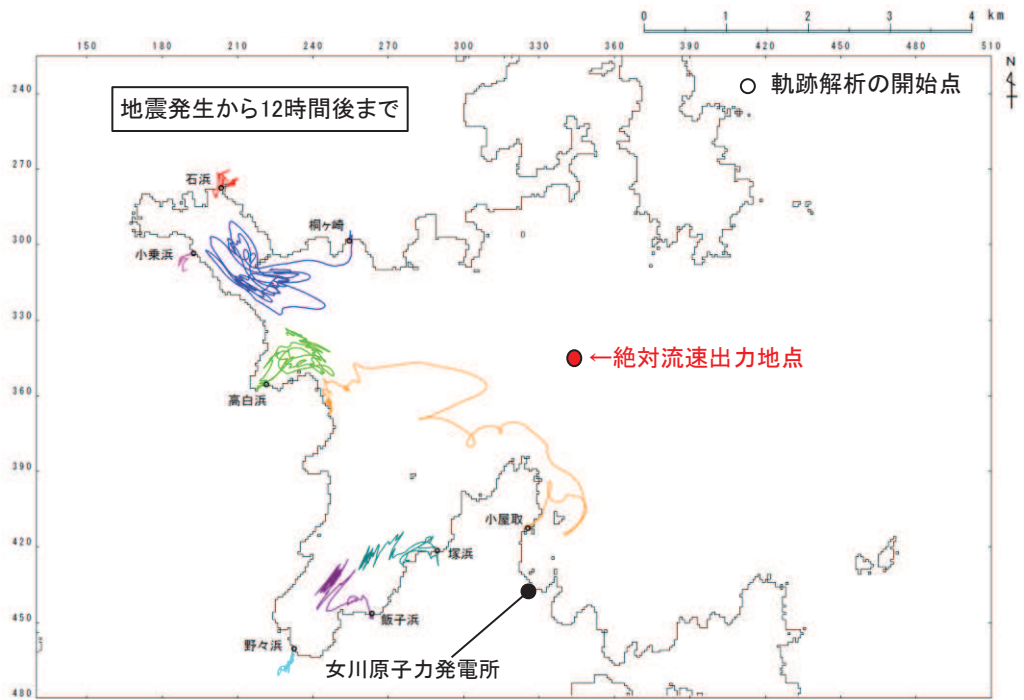 0 1 2 3 4 km
150 180 210 240 270 300 330 360 390 420 450 480 510
N
○ 軌跡解析の開始点
240
地震発生から12時間後まで
270
石浜
桐ヶ崎
300
小乗浜
330
●←絶対流速出力地点
360
高白浜
390
小屋取
420
塚浜
450
飯子浜
野々浜
女川原子力発電所
480